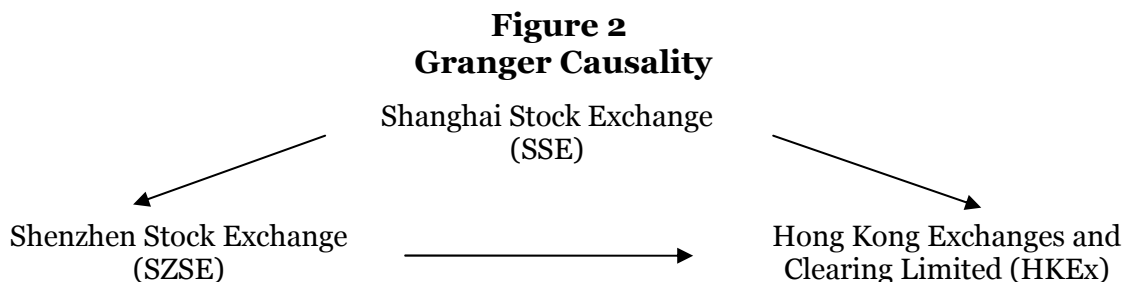 Figure 2
Granger Causality
Shanghai Stock Exchange
(SSE)
Shenzhen Stock Exchange
(SZSE)
Hong Kong Exchanges and
Clearing Limited (HKEx)